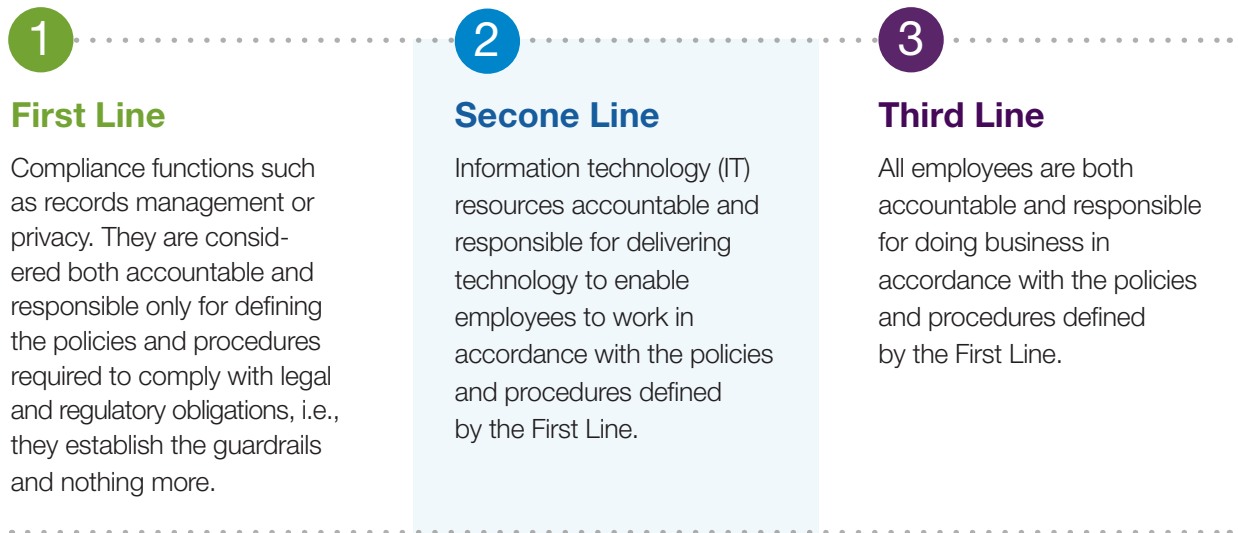 1
First Line
Compliance functions such
as records management or
privacy. They are consid-
ered both accountable and
responsible only for defining
the policies and procedures
required to comply with legal
and regulatory obligations, i.e.,
they establish the guardrails
and nothing more.
2
Secone Line
Information technology (IT)
resources accountable and
responsible for delivering
technology to enable
employees to work in
accordance with the policies
and procedures defined
by the First Line.
3
Third Line
All employees are both
accountable and responsible
for doing business in
accordance with the policies
and procedures defined
by the First Line.